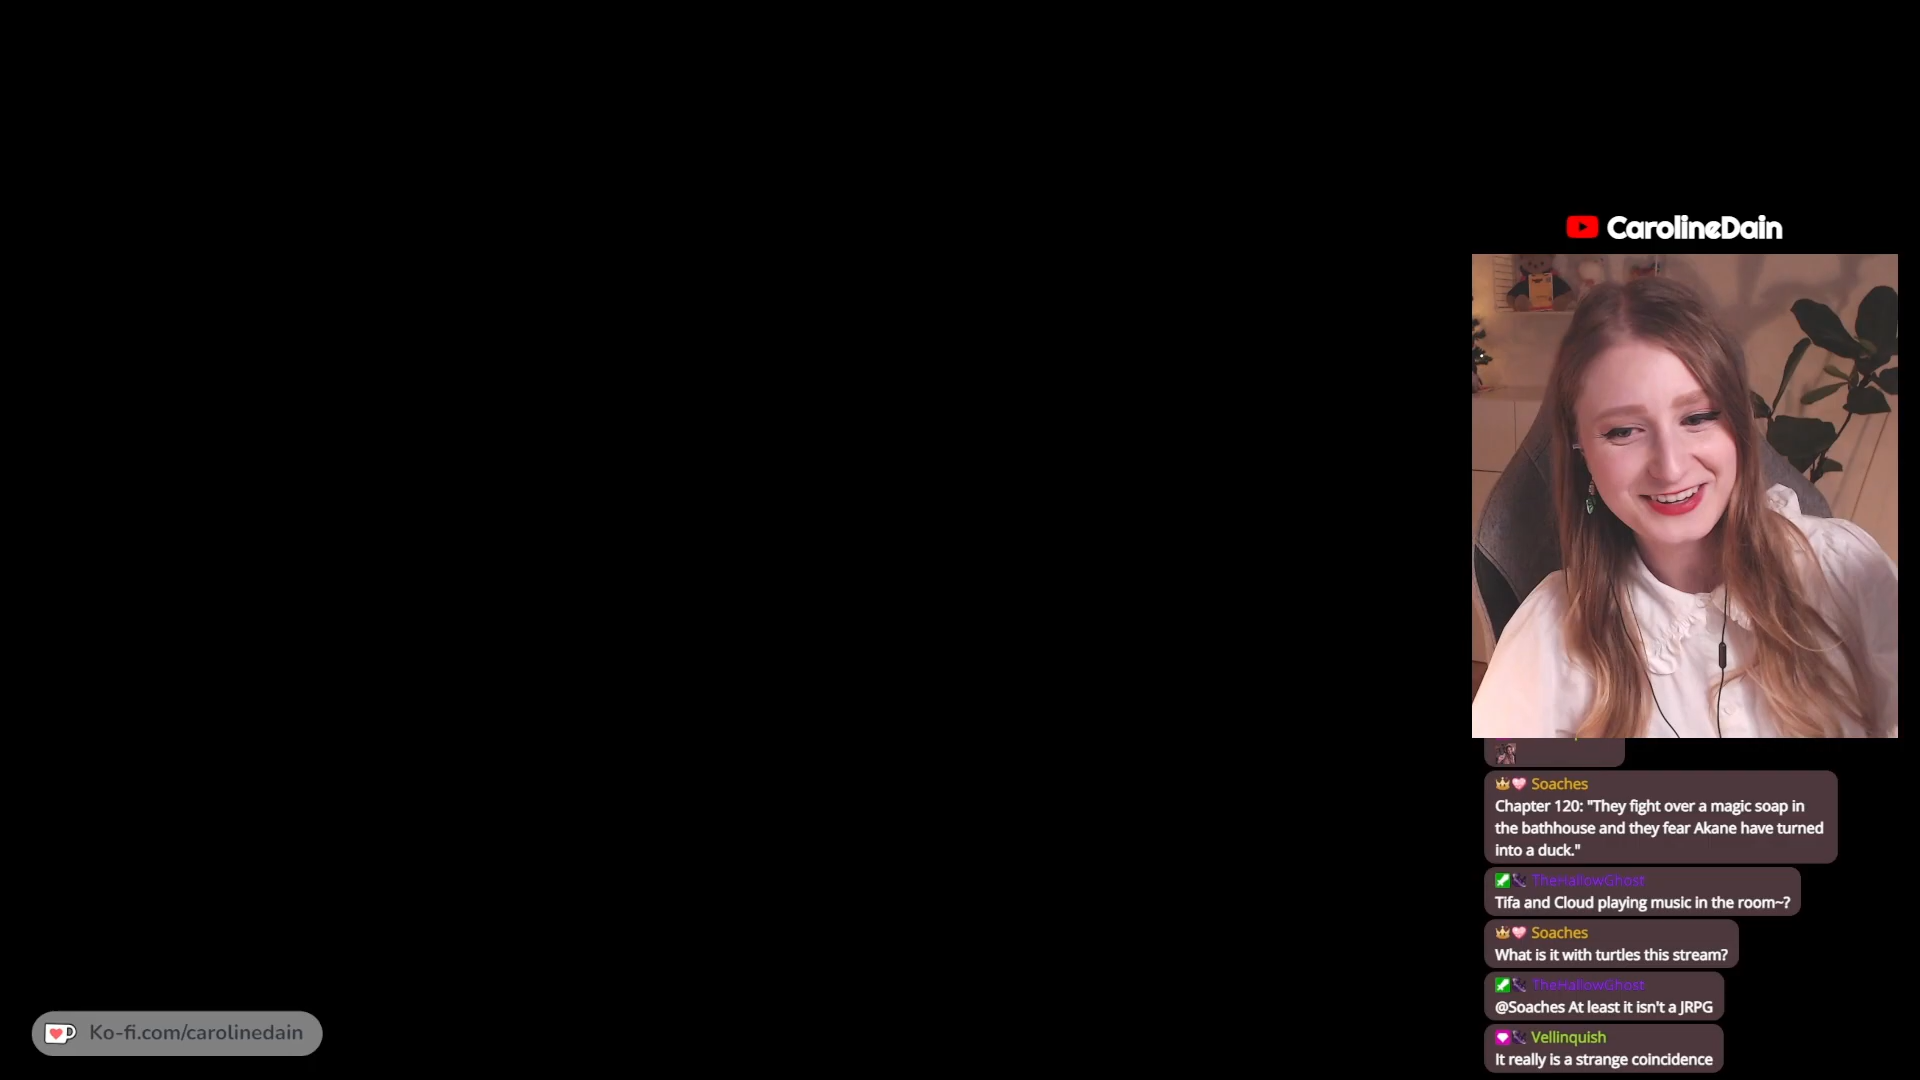 CarolineDain
Soaches
Chapter 120: "They fight over a magic soap in
the bathhouse and they fear Akane have turned
into a duck."
TheHallowGhost
Tifa and Cloud playing music in the room~?
Soaches
What is it with turtles this stream?
TheHallowGhost
@Soaches At least it isn't a JRPG
Vellinquish
It really is a strange coincidence
Ko-fi.com/carolinedain